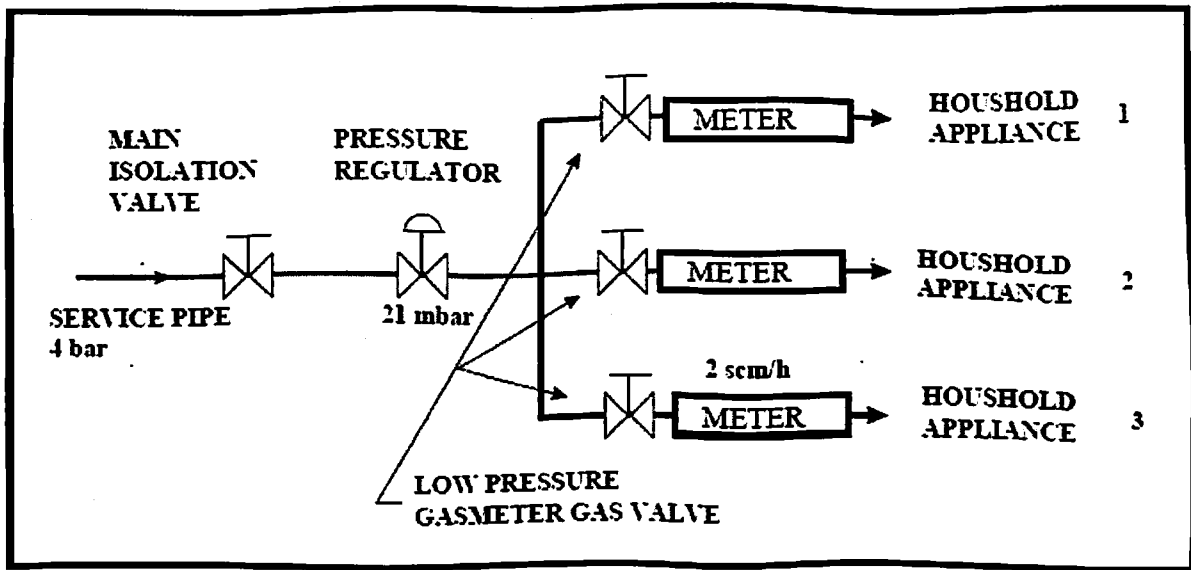 HOUSHOLD 1
APPLIANCE
METER
MAIN
ISOLATION
VALVE
PRESSURE
REGULATOR
HOUSHOLD
APPLIANCE 2
METER
SERVICE PIPE
4 bar
21 mbar
2 scm/h
METER
HOUSHOLD
APPLIANCE 3
LOW PRESSURE
GASMETER GAS VALVE